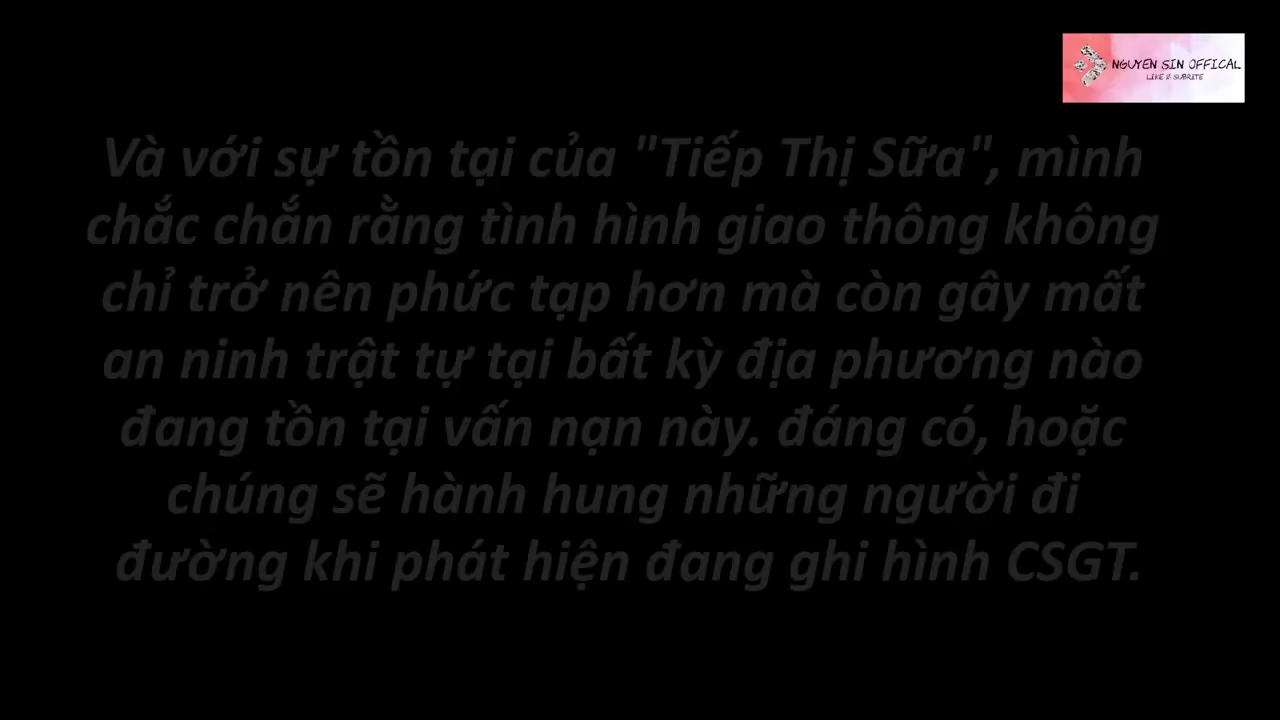 NGUYEN SIN OFFICAL
LIKE & SUBRITE
Và với sự tồn tại của "Tiếp Thị Sữa", mình
chắc chắn rằng tình hình giao thông không
chỉ trở nên phức tạp hơn mà còn gây mất
an ninh trật tự tại bất kỳ địa phương nào
đang tồn tại vấn nạn này. đáng có, hoặc
chúng sẽ hành hung những người đi
đường khi phát hiện đang ghi hình CSGT.